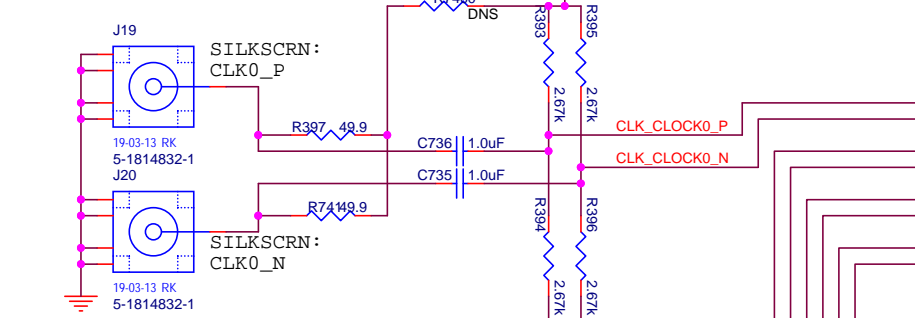 DNS
J19
R393
R395
SILKSCRN:
CLK0_P
2.67k
2.67k
R397 49.9
CLK_CLOCK0_P
19-03-13 RK
C736 1.0uF
5-1814832-1
CLK_CLOCK0_N
J20
C735 1.0uF
R741 49.9
R394
R396
SILKSCRN:
CLK0_N
2.67k
2.67k
19-03-13 RK
5-1814832-1